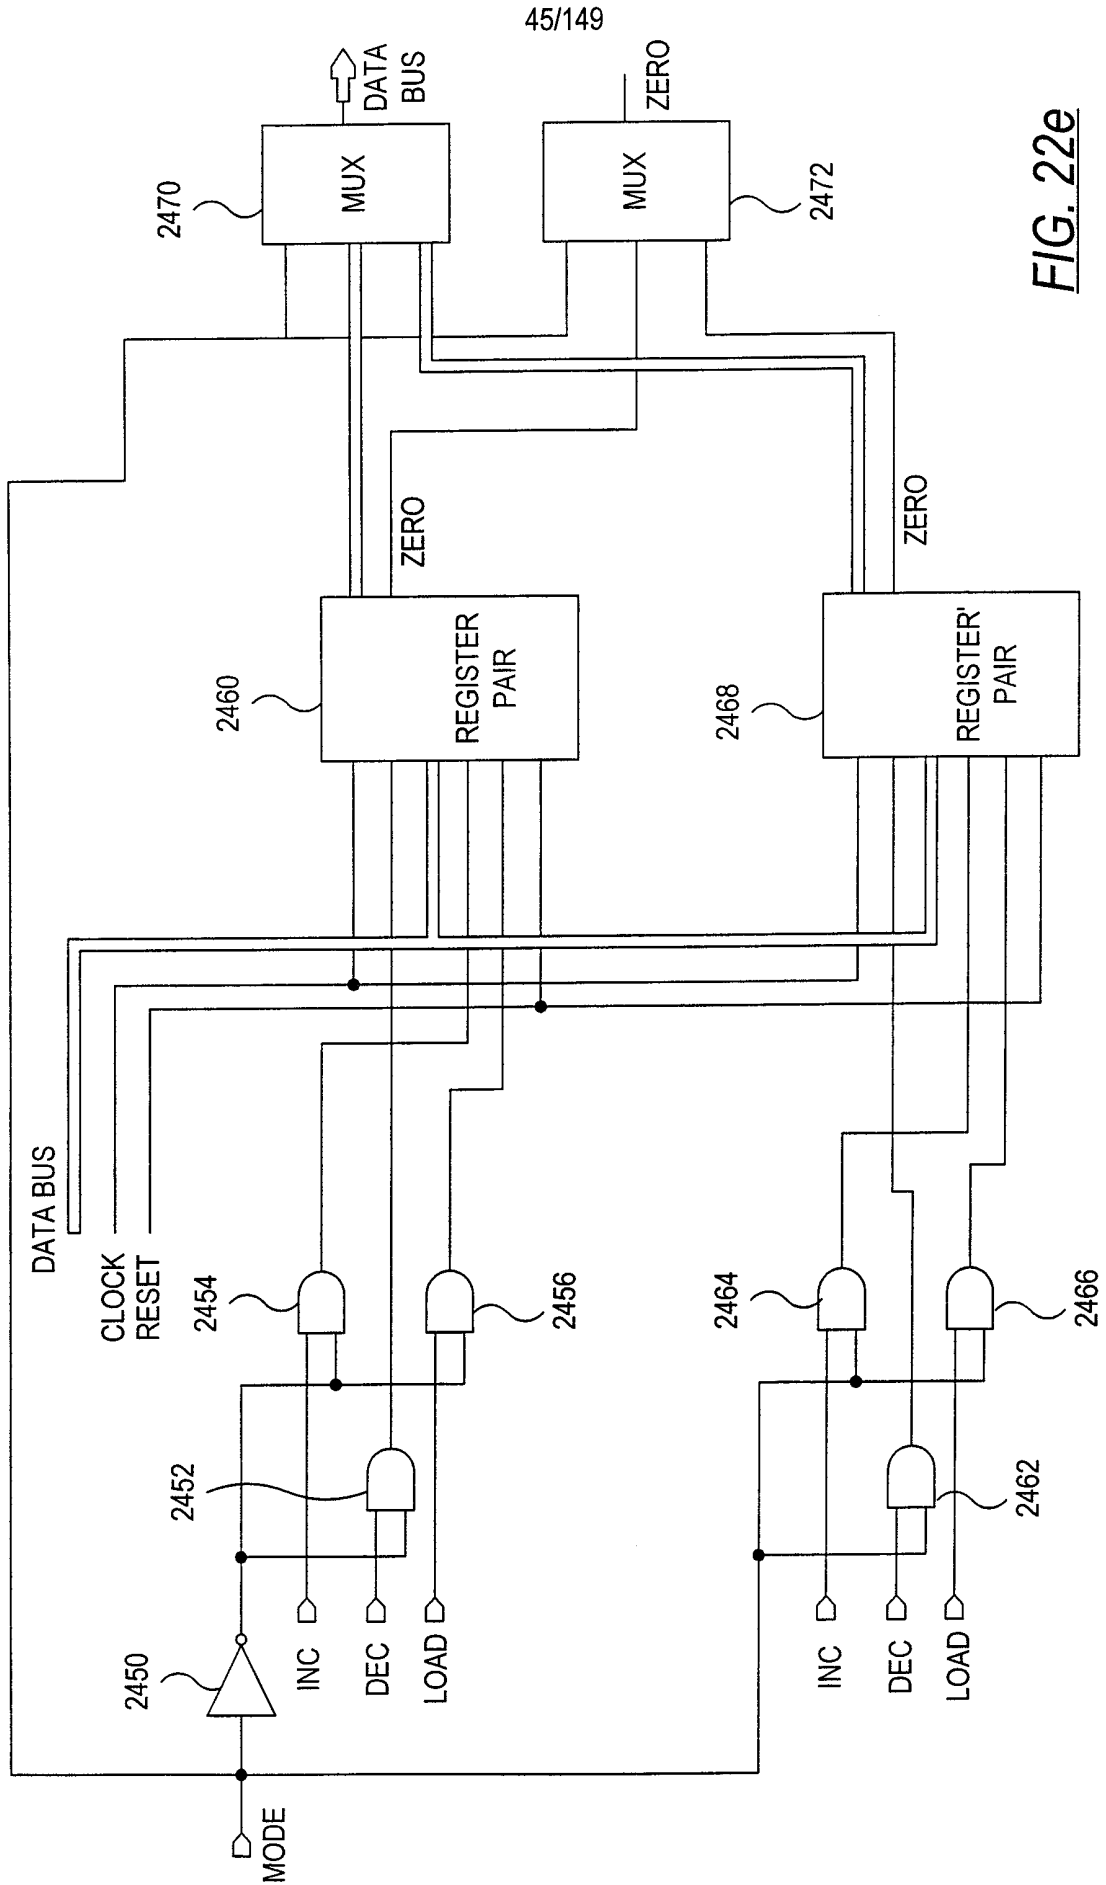 45/149
DATA BUS
CLOCK
RESET
MODE
2450
INC
DEC
LOAD
2452
2454
2456
INC
DEC
LOAD
2462
2464
2466
2460
REGISTER
PAIR
ZERO
2468
REGISTER'
PAIR
ZERO
2470
MUX
DATA
BUS
MUX
2472
ZERO
FIG. 22e